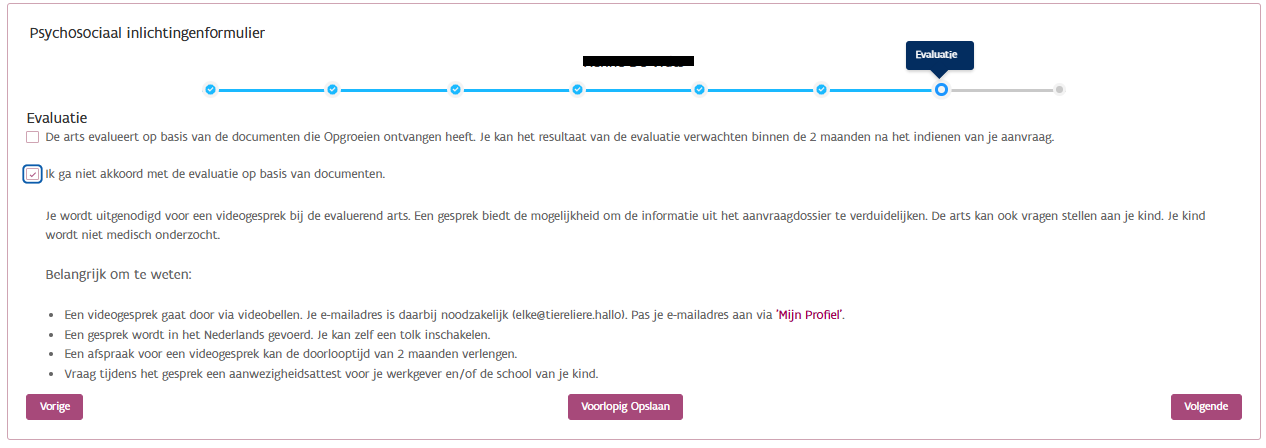 Psychosociaal inlichtingenformulier
Evaluatie
Evaluatie
De arts evalueert op basis van de documenten die Opgroeien ontvangen heeft. Je kan het resultaat van de evaluatie verwachten binnen de 2 maanden na het indienen van je aanvraag.
Ik ga niet akkoord met de evaluatie op basis van documenten.
Je wordt uitgenodigd voor een videogesprek bij de evaluerend arts. Een gesprek biedt de mogelijkheid om de informatie uit het aanvraagdossier te verduidelijken. De arts kan ook vragen stellen aan je kind. Je kind
wordt niet medisch onderzocht.
Belangrijk om te weten:
• Een videogesprek gaat door via videobellen. Je e-mailadres is daarbij noodzakelijk (elke@tiereliere.hallo). Pas je e-mailadres aan via 'Mijn Profiel'.
• Een gesprek wordt in het Nederlands gevoerd. Je kan zelf een tolk inschakelen.
• Een afspraak voor een videogesprek kan de doorlooptijd van 2 maanden verlengen.
• Vraag tijdens het gesprek een aanwezigheidsattest voor je werkgever en/of de school van je kind.
Vorige
Voorlopig Opslaan
Volgende